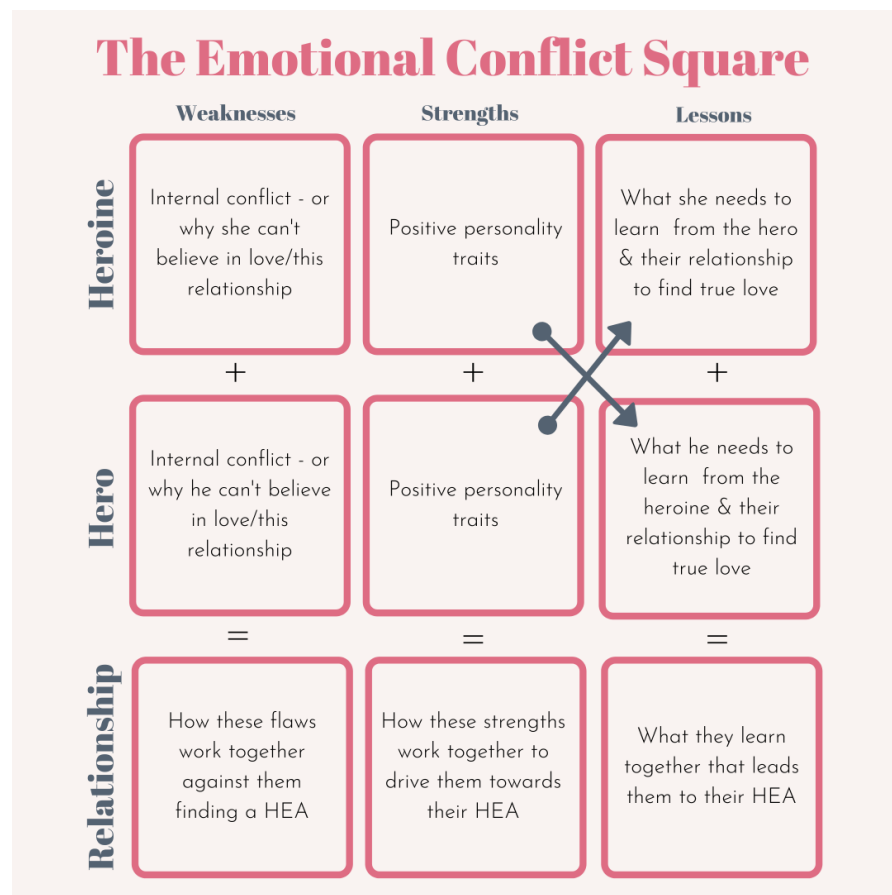 The Emotional Conflict Square
Weaknesses
Strengths
Lessons
Heroine
Internal conflict - or
why she can't
believe in love/this
relationship
Positive personality
traits
What she needs to
learn from the hero
& their relationship
to find true love
+
+
+
Hero
Internal conflict - or
why he can't believe
in love/this
relationship
Positive personality
traits
What he needs to
learn from the
heroine & their
relationship to find
true love
=
=
=
Relationship
How these flaws
work together
against them
finding a HEA
How these strengths
work together to
drive them towards
their HEA
What they learn
together that leads
them to their HEA